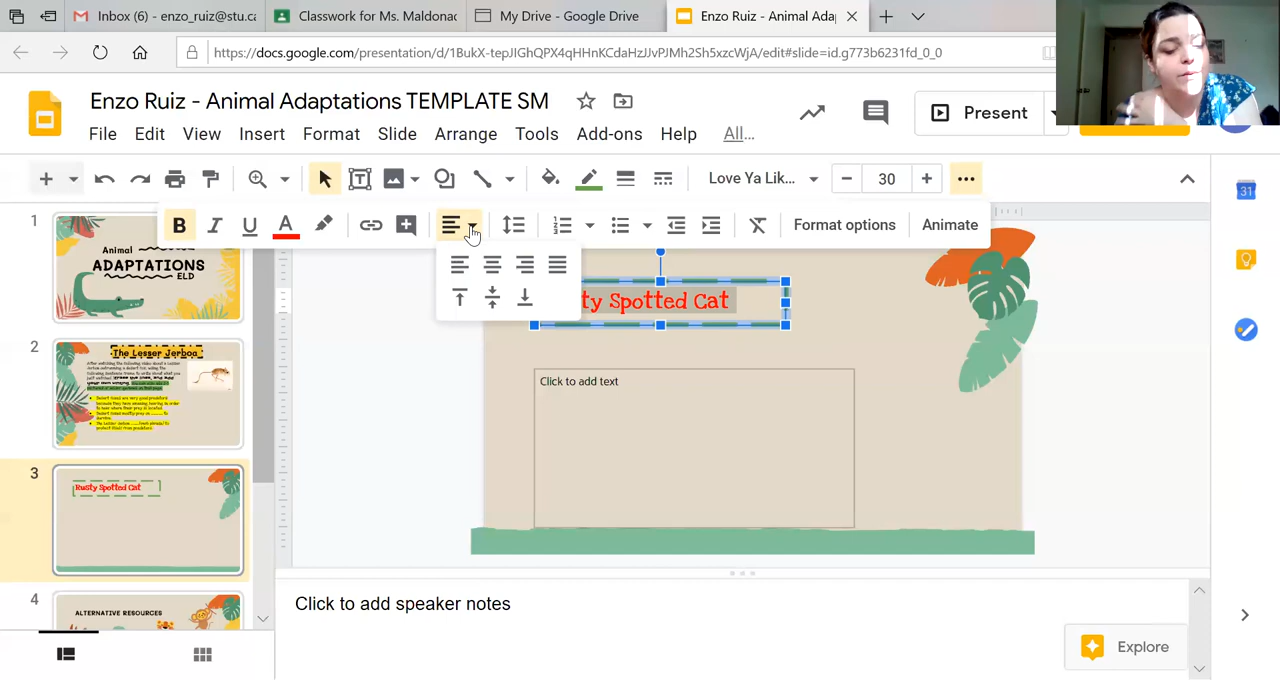 Inbox (6) - enzo_ruiz@stu.ca
Classwork for Ms. Maldonad
My Drive - Google Drive
Enzo Ruiz - Animal Ada
https://docs.google.com/presentation/d/1BukX-tepJIGhQPX4qHHnKCdaHzJJvPJMh2Sh5xzcWjA/edit#slide=id.g773b6231fd_0_0
Enzo Ruiz - Animal Adaptations TEMPLATE SM
File Edit View Insert Format Slide Arrange Tools Add-ons Help All...
Present
Love Ya Lik... 30
B I U A Format options Animate
31
1
Animal
ADAPTATIONS
ELD
2
The Lesser Jerboa
3
Rusty Spotted Cat
4
ALTERNATIVE RESOURCES
ty Spotted Cat
Click to add text
Click to add speaker notes
Explore